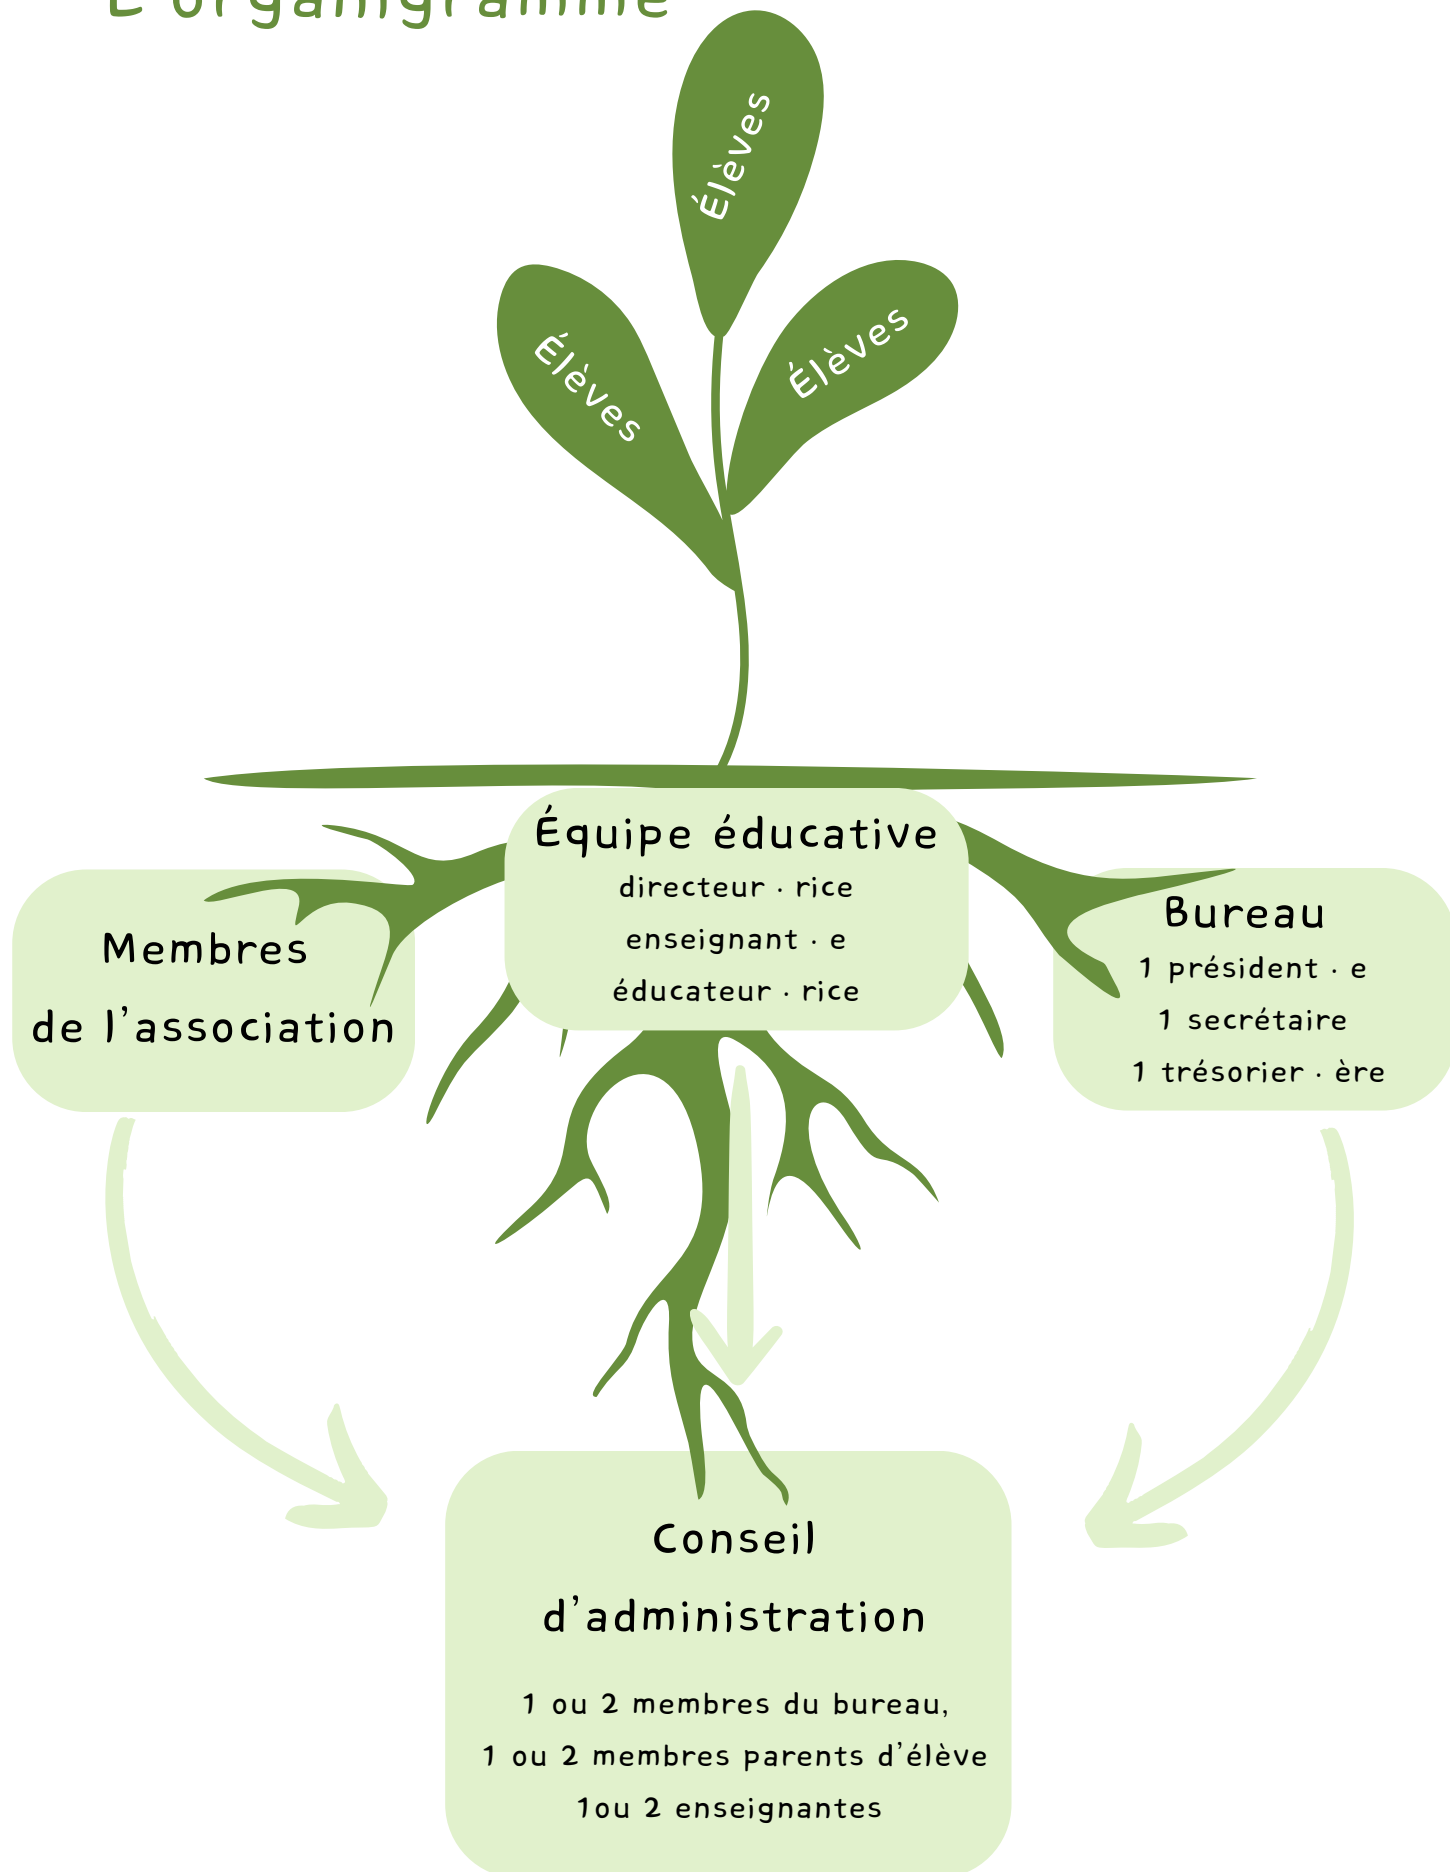 L'organigramme
Élèves
Élèves
Élèves
Équipe éducative
directeur · rice
enseignant · e
éducateur · rice
Membres
de l'association
Bureau
1 président · e
1 secrétaire
1 trésorier · ère
Conseil
d'administration
1 ou 2 membres du bureau,
1 ou 2 membres parents d'élève
1ou 2 enseignantes